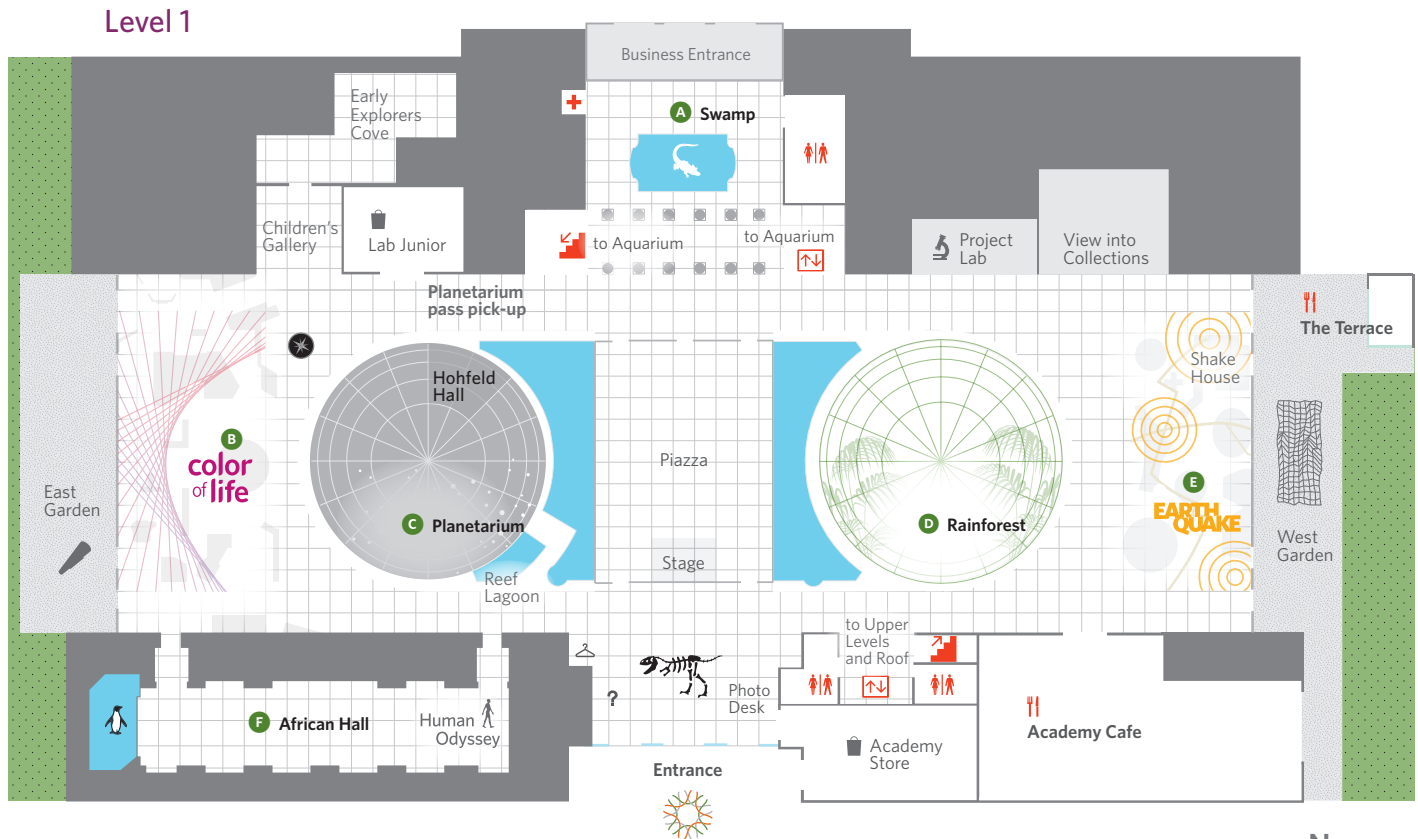 Level 1
Business Entrance
Early
Explorers
Cove
A
Swamp
Children's
Gallery
Lab Junior
to Aquarium
to Aquarium
Project
Lab
View into
Collections
Planetarium
pass pick-up
The Terrace
Hohfeld
Hall
Shake
House
B
color
of life
Piazza
East
Garden
C
Planetarium
D
Rainforest
E
EARTH
QUAKE
West
Garden
Stage
Reef
Lagoon
to Upper
Levels
and Roof
?
Photo
Desk
F
African Hall
Human
Odyssey
Academy
Store
Academy Cafe
Entrance